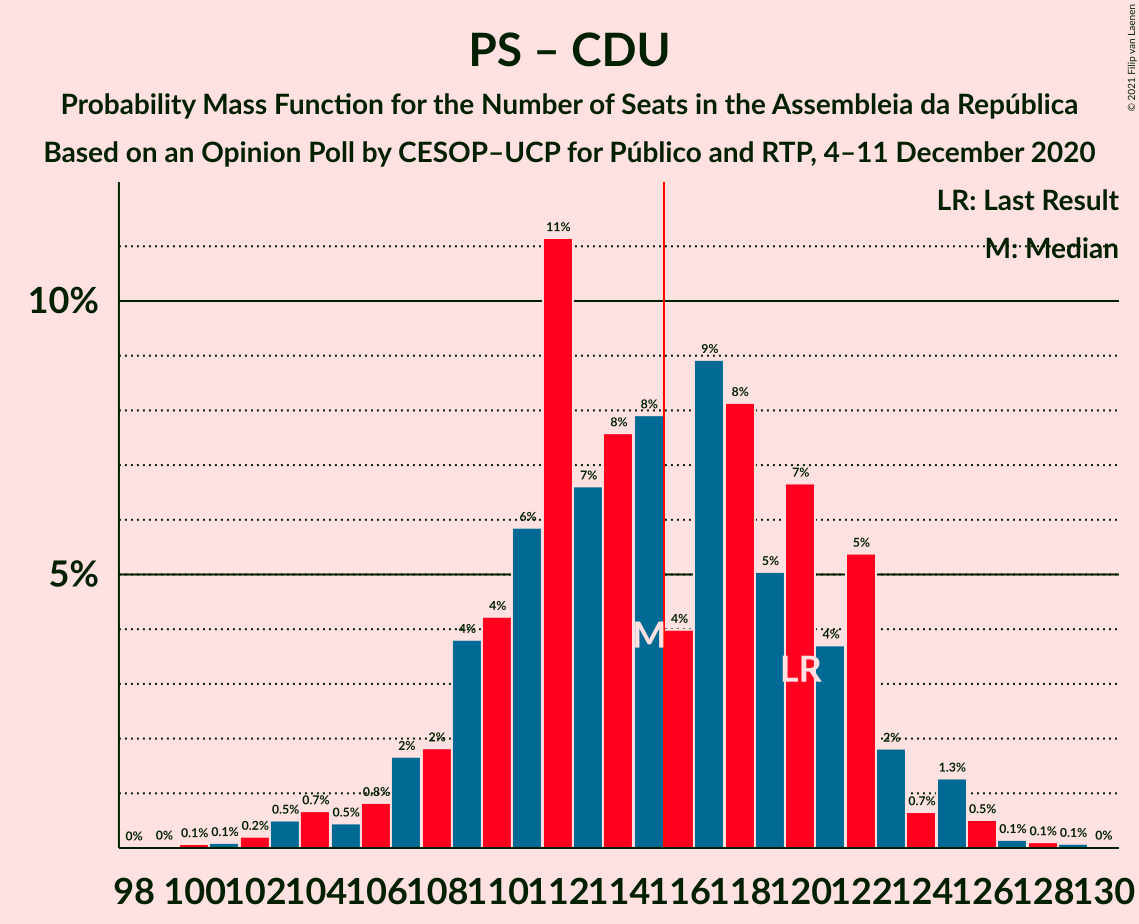 PS – CDU
Probability Mass Function for the Number of Seats in the Assembleia da República
Based on an Opinion Poll by CESOP–UCP for Público and RTP, 4–11 December 2020
© 2021 Filip van Laenen
LR: Last Result
M: Median
10%
5%
0% 0% 0.1% 0.1% 0.2% 0.5% 0.7% 0.5% 0.8% 2% 2% 4% 4% 6% 11% 7% 8% 8% 4% 9% 8% 5% 7% 4% 5% 2% 0.7% 1.3% 0.5% 0.1% 0.1% 0.1% 0%
M
LR
98 100 102 104 106 108 110 112 114 116 118 120 122 124 126 128 130